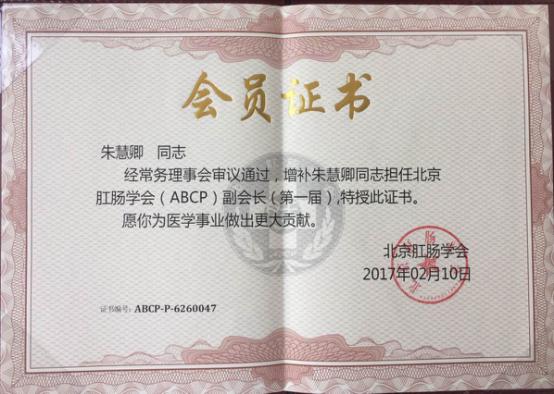 会员证书
朱慧卿 同志
经常务理事会审议通过，增补朱慧卿同志担任北京
肛肠学会（ABCP）副会长（第一届），特授此证书。
愿你为医学事业做出更大贡献。
北京肛肠学会
2017年02月10日
证书编号：ABCP-P-6260047